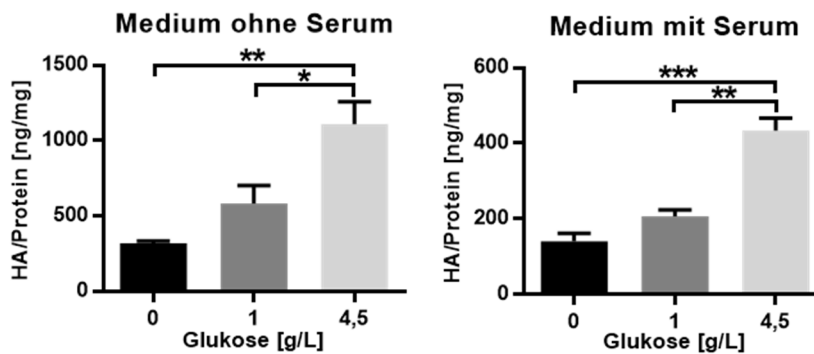 Medium ohne Serum
**
*
HA/Protein [ng/mg]
1500
1000
500
0
0 1 4,5
Glukose [g/L]
Medium mit Serum
***
**
HA/Protein [ng/mg]
600
400
200
0
0 1 4,5
Glukose [g/L]